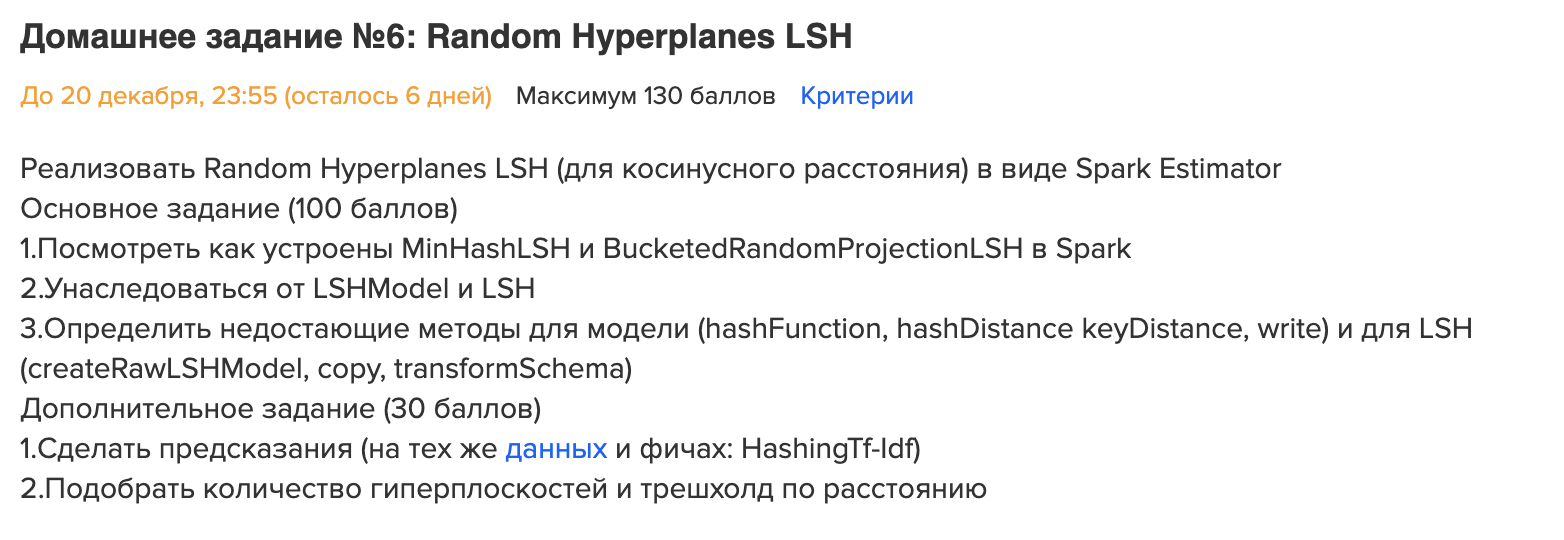 Домашнее задание №6: Random Hyperplanes LSH
До 20 декабря, 23:55 (осталось 6 дней) Максимум 130 баллов Критерии
Реализовать Random Hyperplanes LSH (для косинусного расстояния) в виде Spark Estimator
Основное задание (100 баллов)
1.Посмотреть как устроены MinHashLSH и BucketedRandomProjectionLSH в Spark
2.Унаследоваться от LSHModel и LSH
3.Определить недостающие методы для модели (hashFunction, hashDistance keyDistance, write) и для LSH
(createRawLSHModel, copy, transformSchema)
Дополнительное задание (30 баллов)
1.Сделать предсказания (на тех же данных и фичах: HashingTf-Idf)
2.Подобрать количество гиперплоскостей и трешхолд по расстоянию